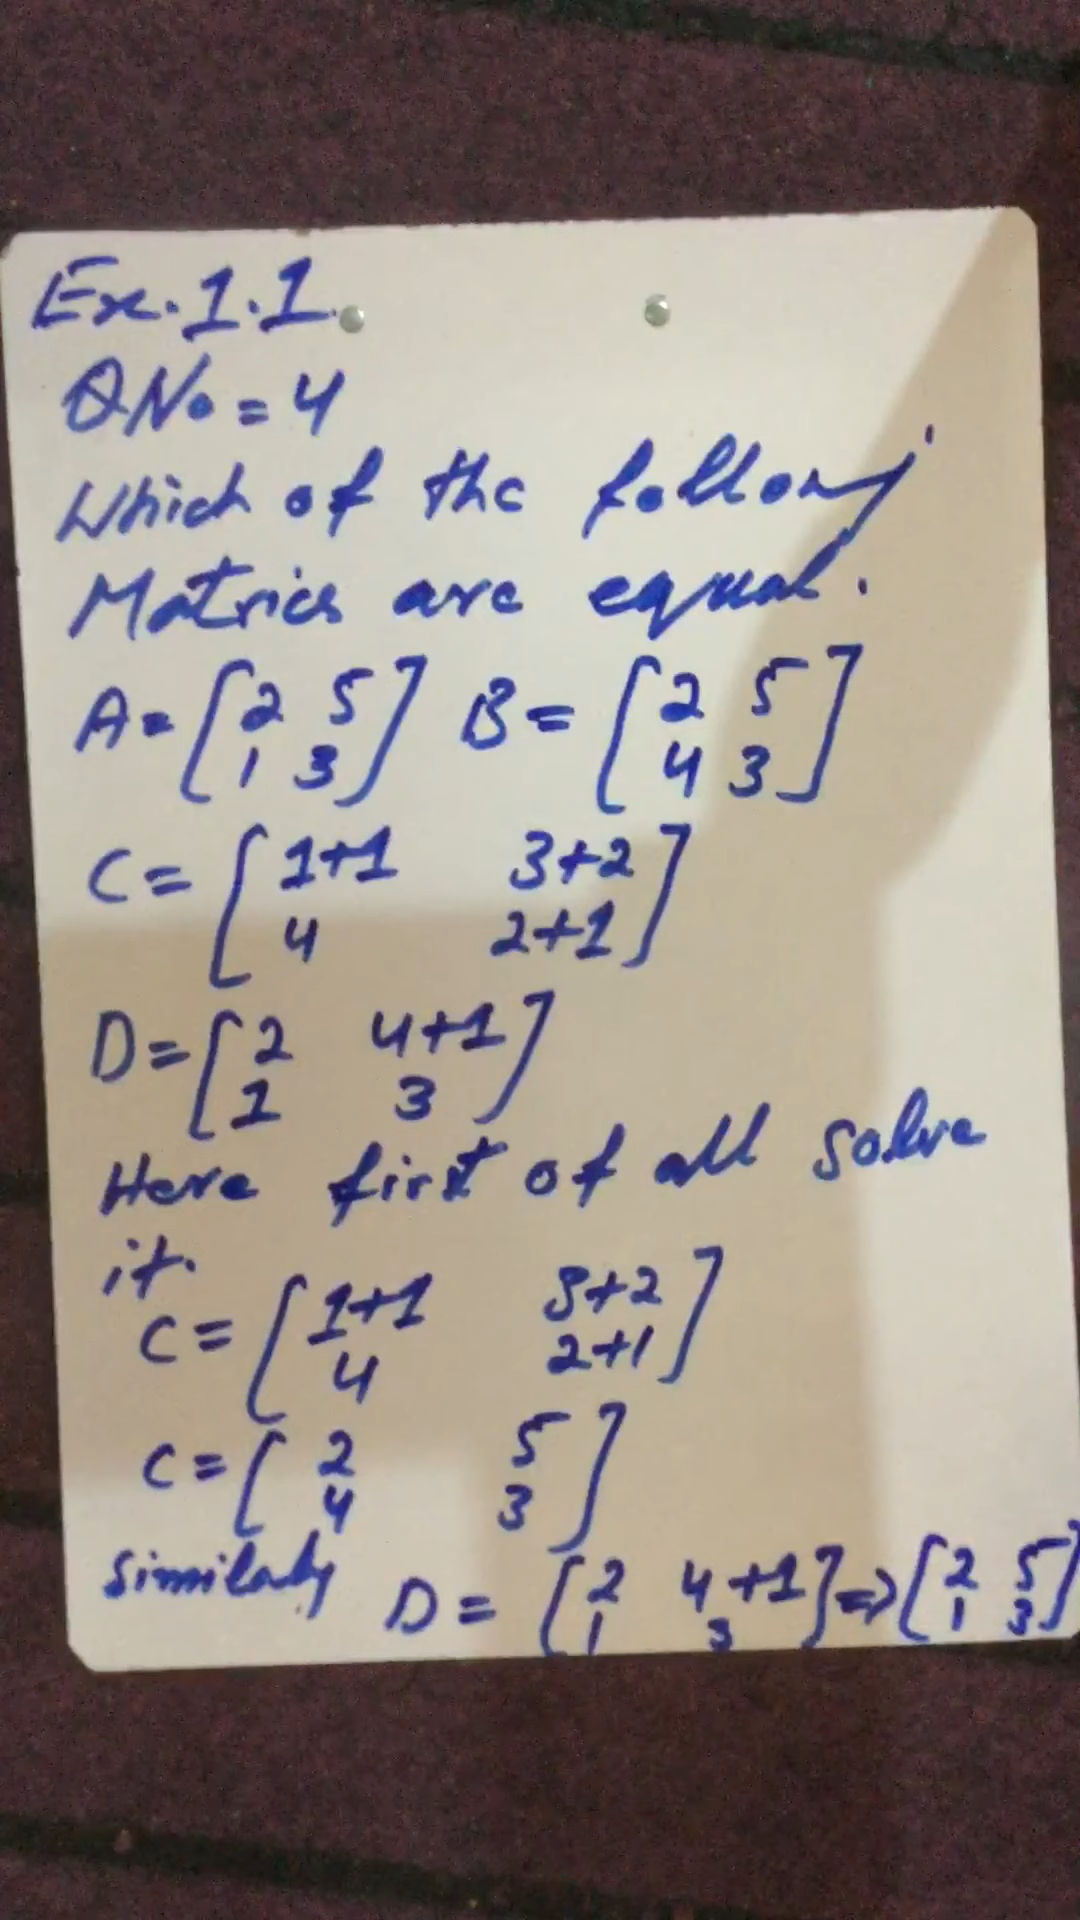 Ex. 1.1.
Q No = 4
Which of the following
Matrics are equal.
A = [2 5 B = [2 5
1 3] 4 3]
C = [1+1 3+2
4 2+1]
D = [2 4+1
1 3]
Here first of all solve
it.
C = [1+1 3+2
4 2+1]
C = [2 5
4 3]
Similarly D = [2 4+1 ⇒ [2 5
1 3] 1 3]